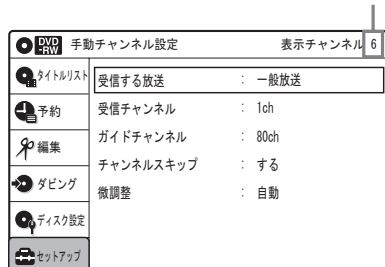 DVD-RW 手動チャンネル設定 表示チャンネル 6
タイトルリスト
受信する放送 : 一般放送
予約
受信チャンネル : 1ch
ガイドチャンネル : 80ch
編集
チャンネルスキップ : する
ダビング
微調整 : 自動
ディスク設定
セットアップ